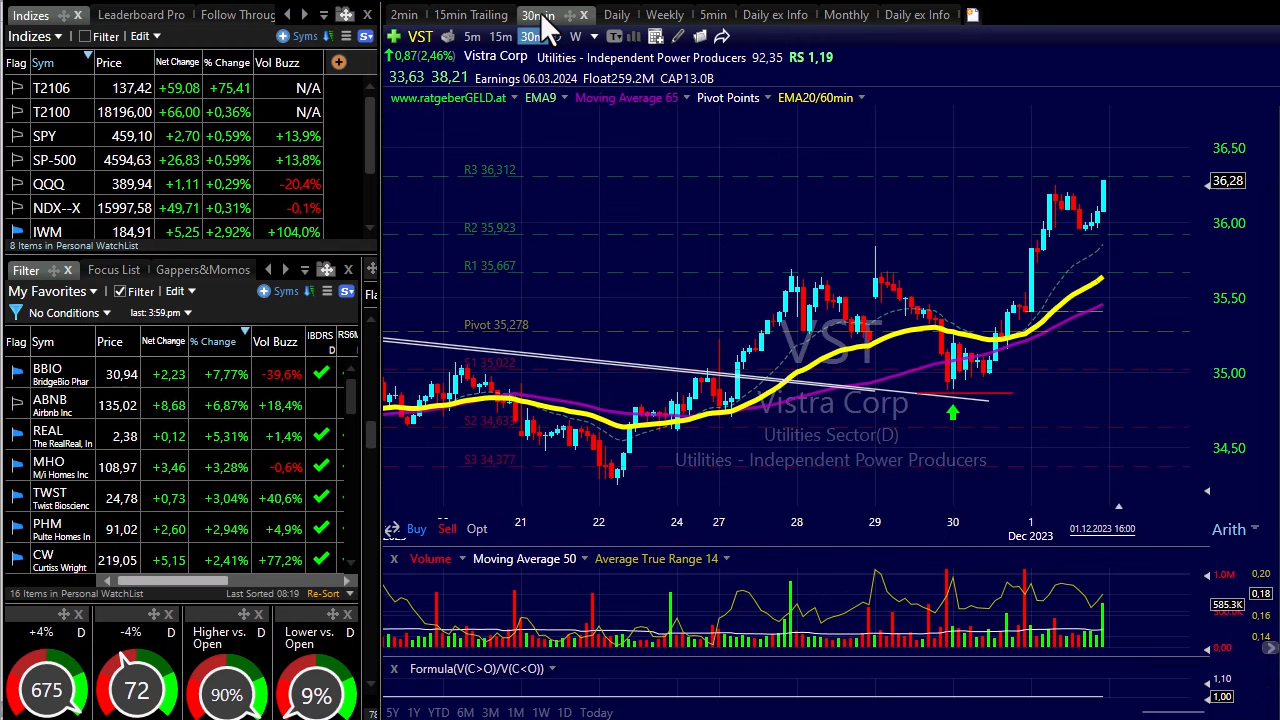 Indizes Leaderboard Pro Follow Throug
Indizes Filter Edit Syms
Flag Sym Price Net Change % Change Vol Buzz
T2106 137,42 +59,08 +75,41 N/A
T2100 18196,00 +66,00 +0,36% N/A
SPY 459,10 +2,70 +0,59% +13,9%
SP-500 4594,63 +26,83 +0,59% +13,8%
QQQ 389,94 +1,11 +0,29% -20,4%
NDX--X 15997,58 +49,71 +0,31% -0,1%
IWM 184,91 +5,25 +2,92% +104,0%
8 Items in Personal WatchList
Filter Focus List Gappers&Momos
My Favorites Filter Edit Syms
No Conditions last: 3:59pm
Flag Sym Price Net Change % Change Vol Buzz IBDRS D RS6M
BBIO 30,94 +2,23 +7,77% -39,6%
BridgeBio Phar
ABNB 135,02 +8,68 +6,87% +18,4%
Airbnb Inc
REAL 2,38 +0,12 +5,31% +1,4%
The RealReal, In
MHO 108,97 +3,46 +3,28% -0,6%
M/i Homes Inc
TWST 24,78 +0,73 +3,04% +40,6%
Twist Bioscienc
PHM 91,02 +2,60 +2,94% +4,9%
Pulte Homes In
CW 219,05 +5,15 +2,41% +77,2%
Curtiss Wright
16 Items in Personal WatchList Last Sorted 08:19 Re-Sort
+4% D
675
-4% D
72
Higher vs. Open D
90%
Lower vs. Open D
9%
Fla
78
2min 15min Trailing 30min Daily Weekly 5min Daily ex Info Monthly Daily ex Info
VST 5m 15m 30m W
0,87(2,46%) Vistra Corp Utilities - Independent Power Producers 92,35 RS 1,19
33,63 38,21 Earnings 06.03.2024 Float259.2M CAP13.0B
www.ratgeberGELD.at EMA9 Moving Average 65 Pivot Points EMA20/60min
R3 36,312
R2 35,923
R1 35,667
Pivot 35,278
S1 35,022
S2 34,633
S3 34,377
36,50
36,28
36,00
35,50
35,00
34,50
VST
Vistra Corp
Utilities Sector(D)
Utilities - Independent Power Producers
20 21 22 24 27 28 29 30 1
Dec 2023 01.12.2023 16:00
Buy Sell Opt
Arith
X Volume Moving Average 50 Average True Range 14
1.0M 0,20
0,18
585.3K
0,16
0,14
0.00
X Formula(V(C>O)/V(C<O))
1,10
1,00
5Y 1Y YTD 6M 3M 1M 1W 1D Today